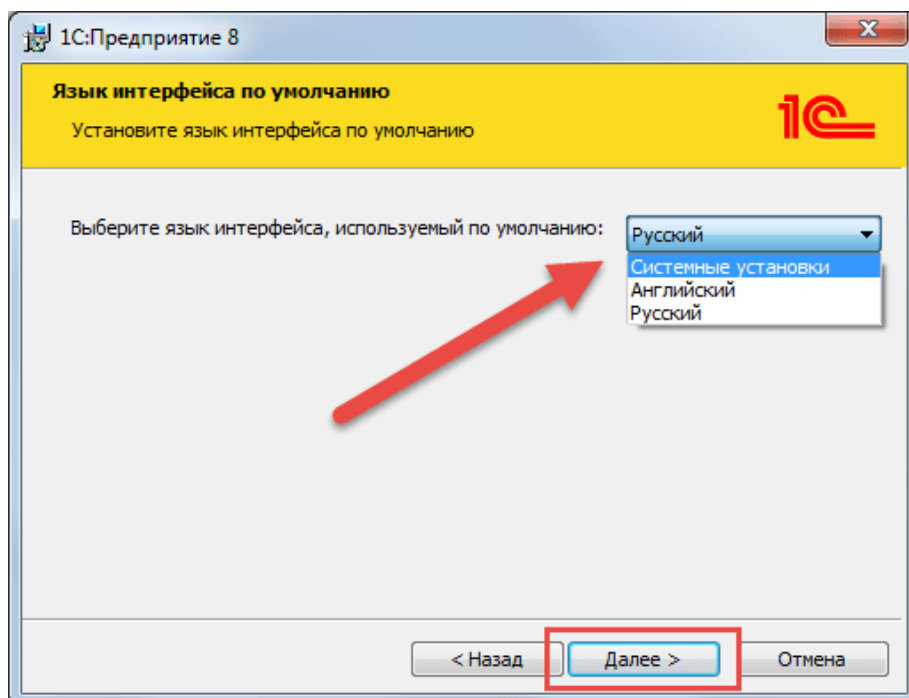 1С:Предприятие 8
Язык интерфейса по умолчанию
Установите язык интерфейса по умолчанию
1С
Выберите язык интерфейса, используемый по умолчанию:
Русский
Системные установки
Английский
Русский
< Назад
Далее >
Отмена